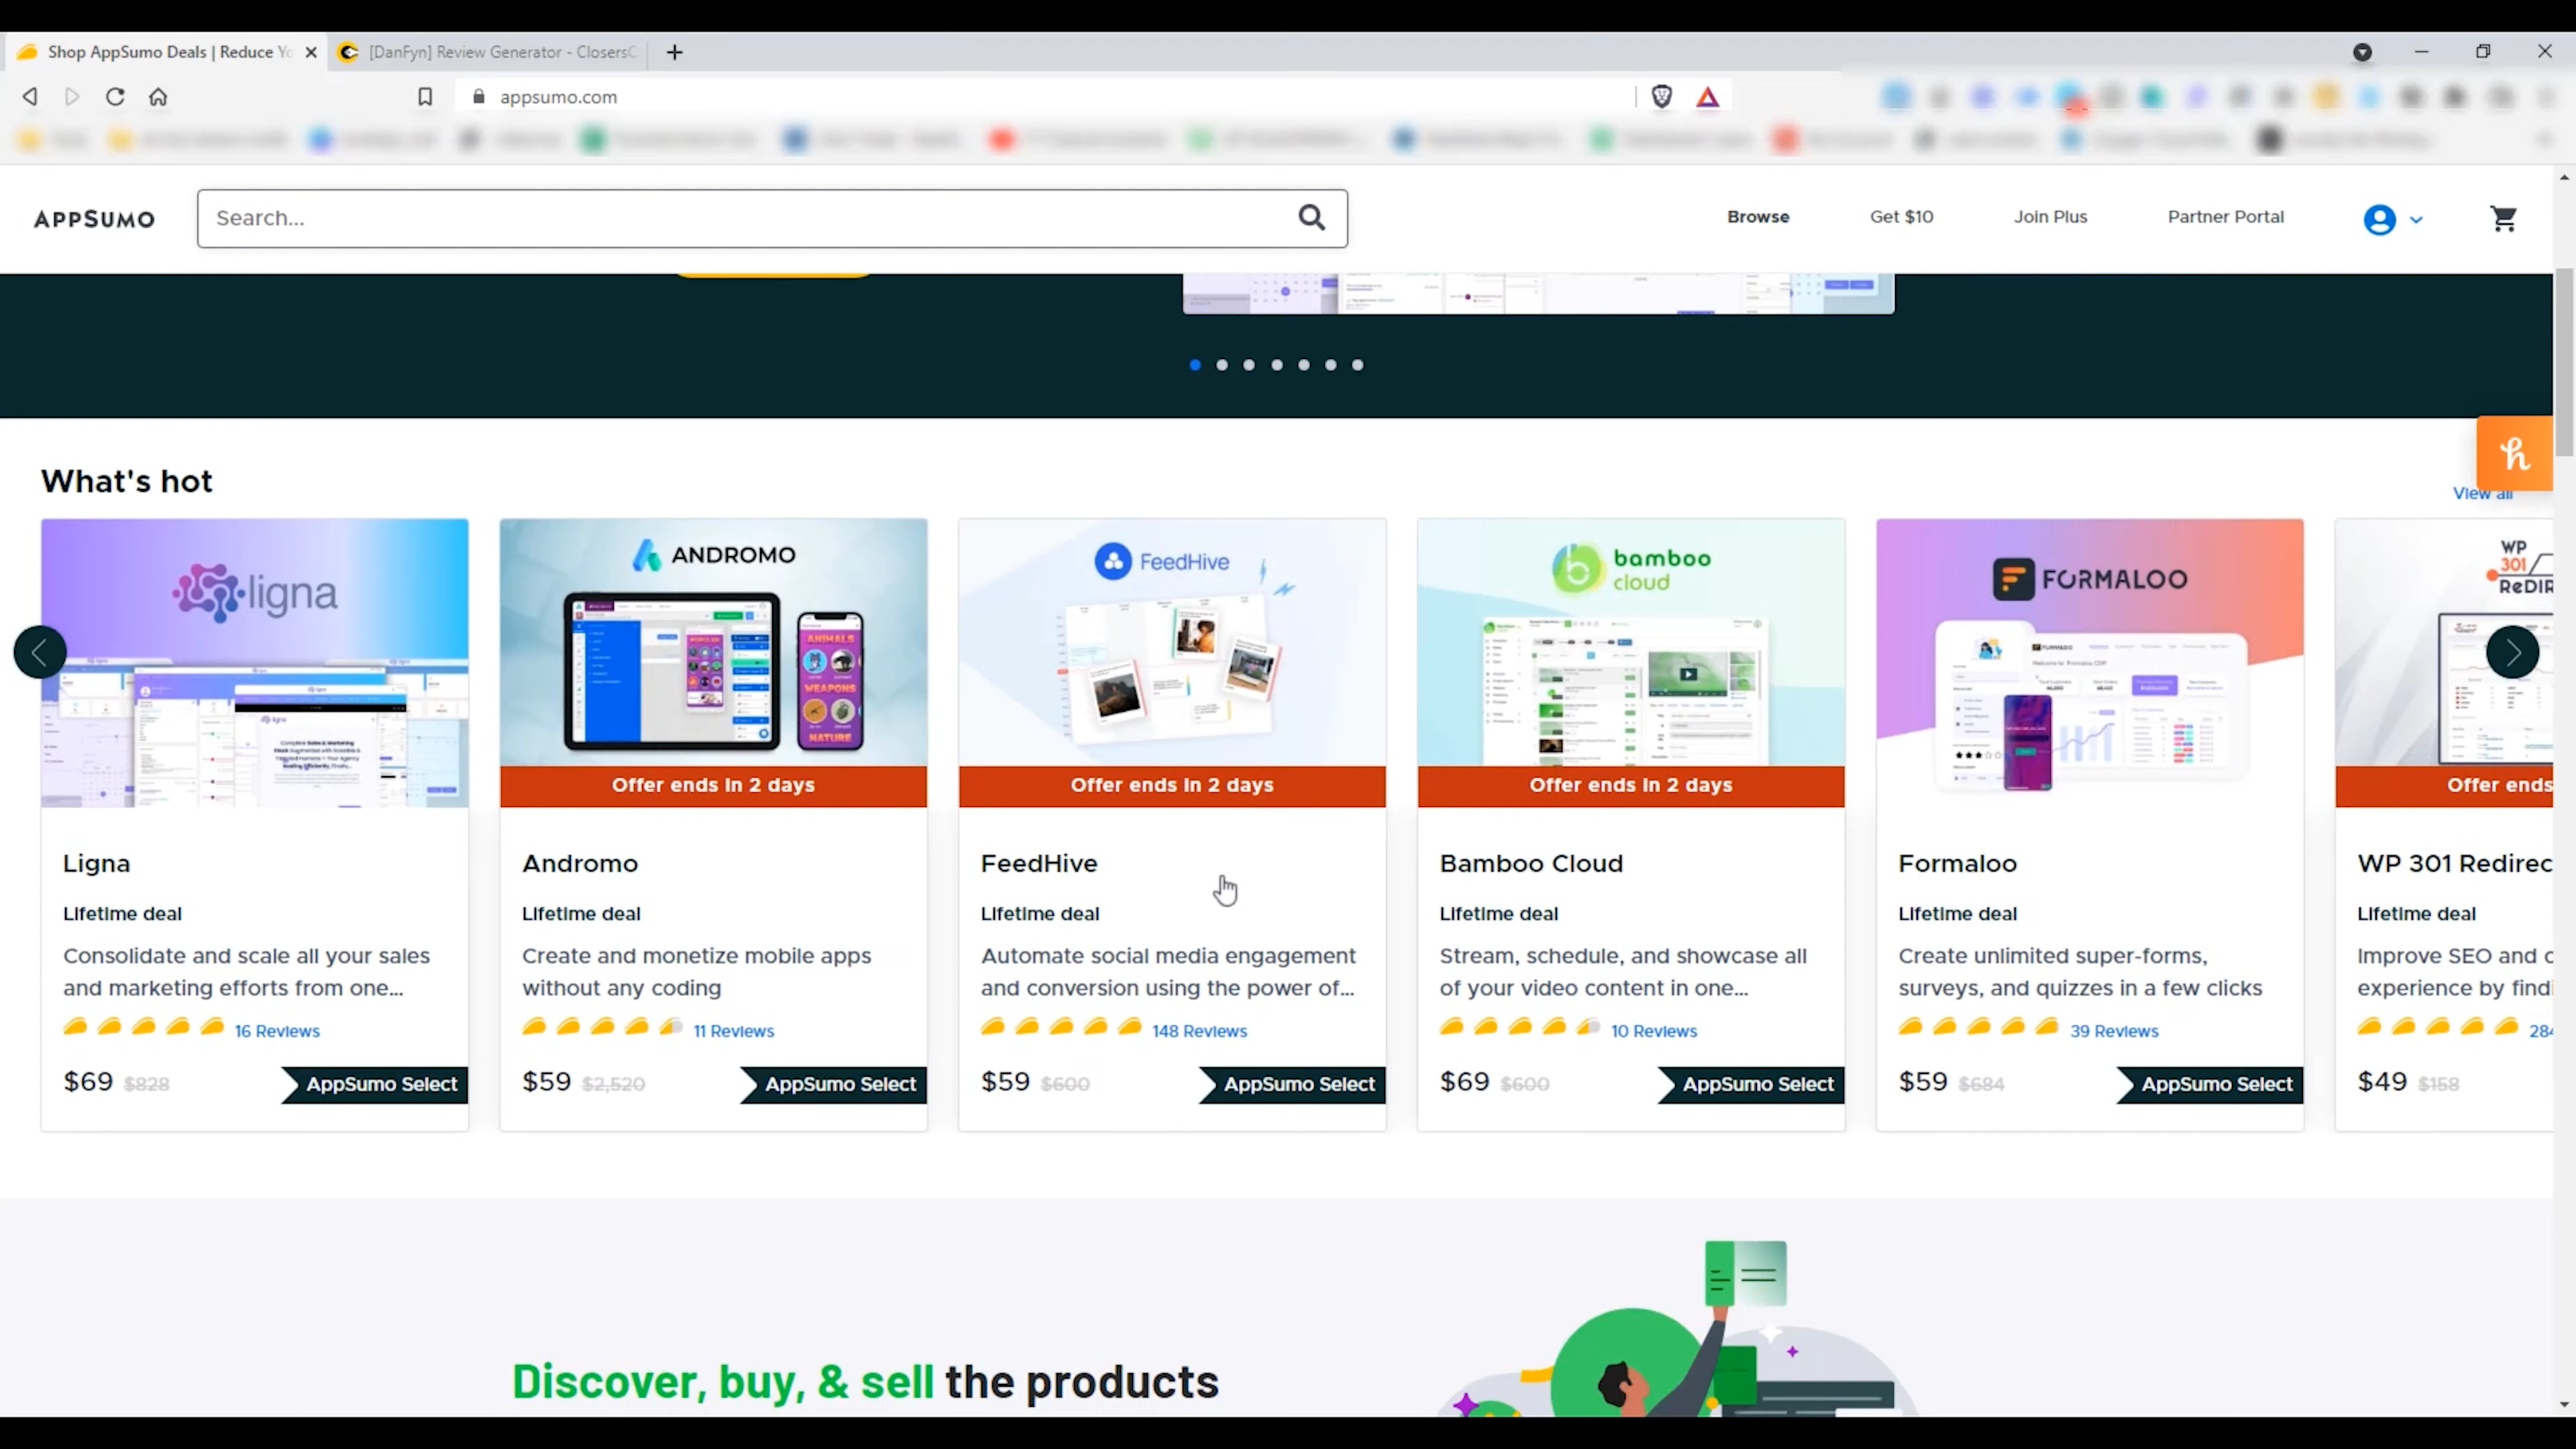 Shop AppSumo Deals | Reduce Yo
[DanFyn] Review Generator - ClosersC
appsumo.com
APPSUMO
Search...
Browse
Get $10
Join Plus
Partner Portal
What's hot
View all
ligna
ANDROMO
ANIMALS
WEAPONS
NATURE
FeedHive
bamboo
cloud
FORMALOO
WP
301
ReDIR
Offer ends in 2 days
Offer ends in 2 days
Offer ends in 2 days
Offer ends
Ligna
Lifetime deal
Consolidate and scale all your sales
and marketing efforts from one...
16 Reviews
$69 $828
AppSumo Select
Andromo
Lifetime deal
Create and monetize mobile apps
without any coding
11 Reviews
$59 $2,520
AppSumo Select
FeedHive
Lifetime deal
Automate social media engagement
and conversion using the power of...
148 Reviews
$59 $600
AppSumo Select
Bamboo Cloud
Lifetime deal
Stream, schedule, and showcase all
of your video content in one...
10 Reviews
$69 $600
AppSumo Select
Formaloo
Lifetime deal
Create unlimited super-forms,
surveys, and quizzes in a few clicks
39 Reviews
$59 $684
AppSumo Select
WP 301 Redirec
Lifetime deal
Improve SEO and c
experience by findi
284
$49 $158
Discover, buy, & sell the products